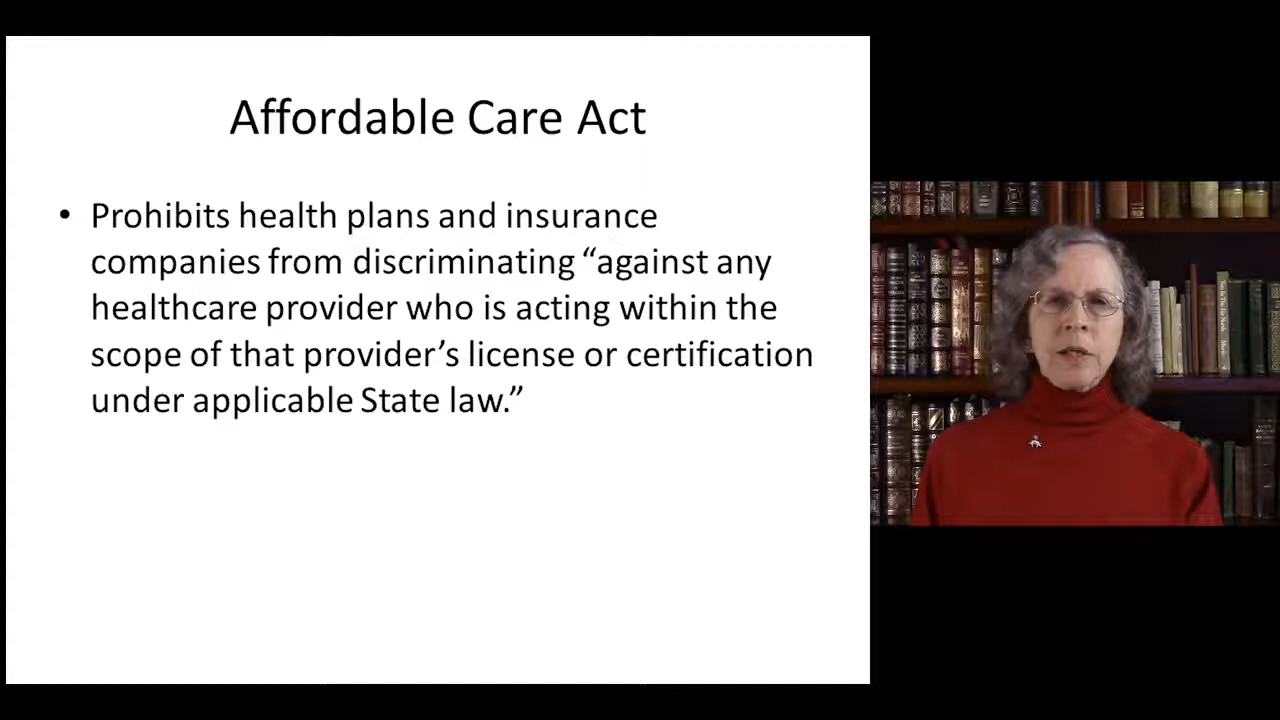 Affordable Care Act
• Prohibits health plans and insurance
companies from discriminating “against any
healthcare provider who is acting within the
scope of that provider’s license or certification
under applicable State law.”